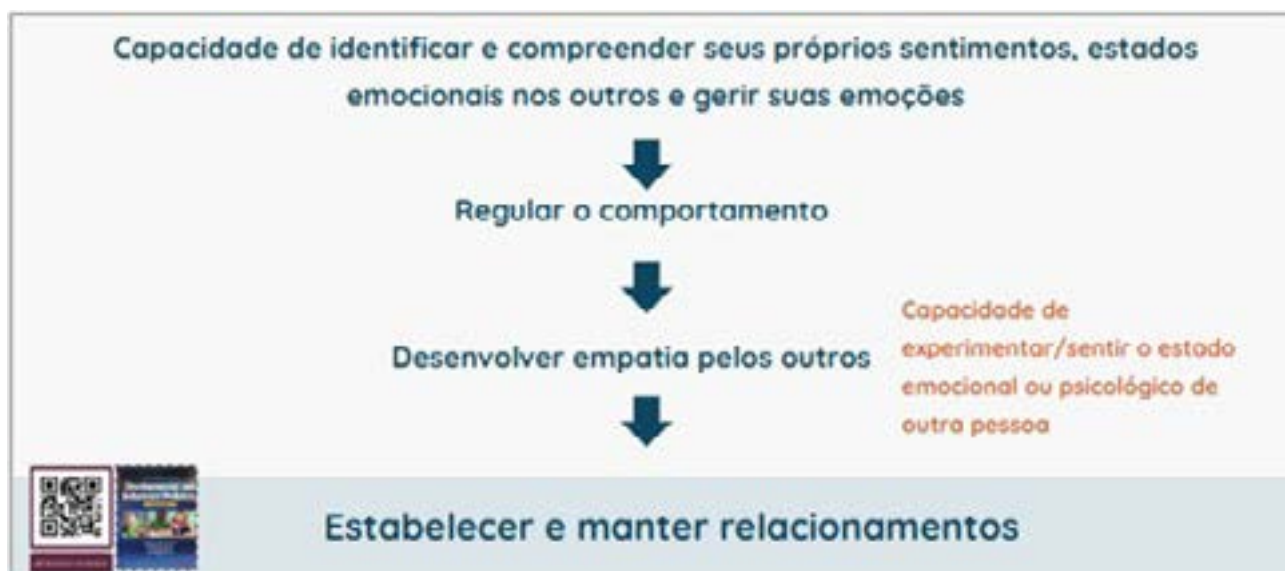 Capacidade de identificar e compreender seus próprios sentimentos, estados
emocionais nos outros e gerir suas emoções
Regular o comportamento
Desenvolver empatia pelos outros
Capacidade de
experimentar/sentir o estado
emocional ou psicológico de
outra pessoa
Estabelecer e manter relacionamentos